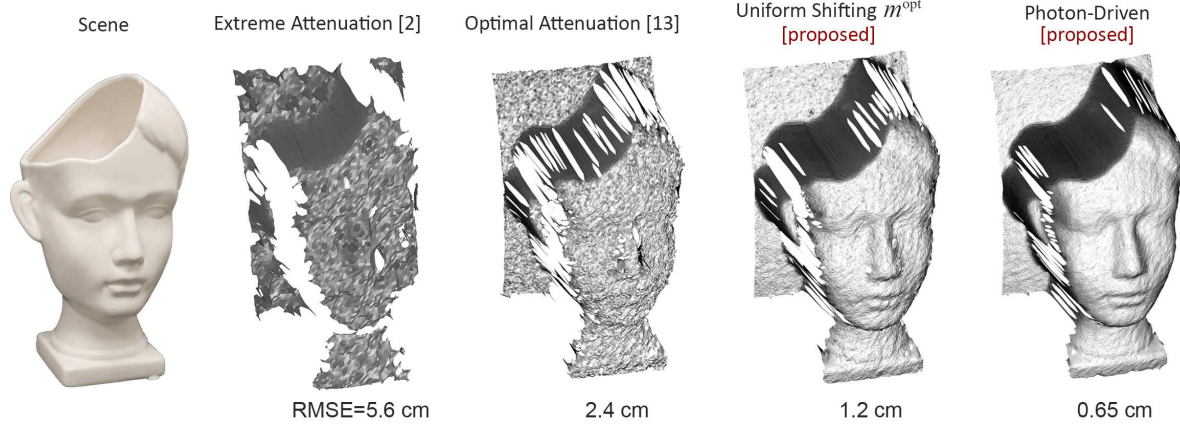 Scene
Extreme Attenuation [2]
Optimal Attenuation [13]
Uniform Shifting m^opt
[proposed]
Photon-Driven
[proposed]
RMSE=5.6 cm
2.4 cm
1.2 cm
0.65 cm